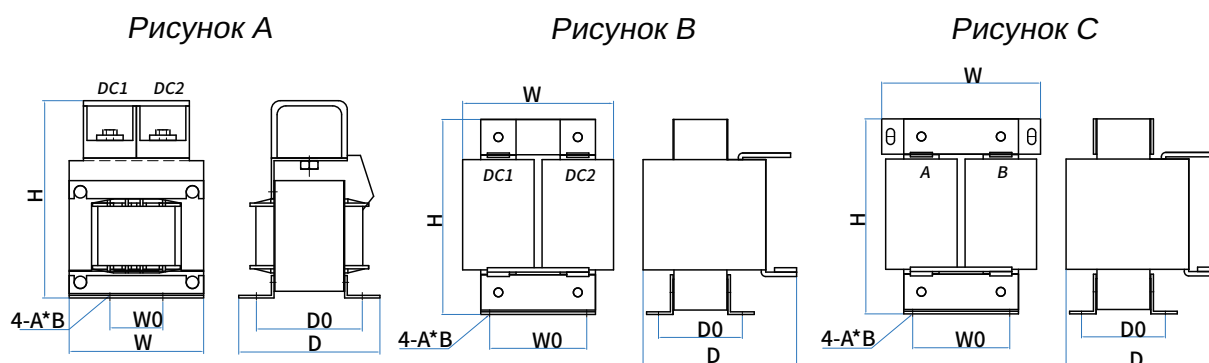 Рисунок A
DC1 DC2
H
4-A*B
W0
W
D0
D
Рисунок B
W
DC1 DC2
H
4-A*B
W0
D0
D
Рисунок C
W
A B
H
4-A*B
W0
D0
D